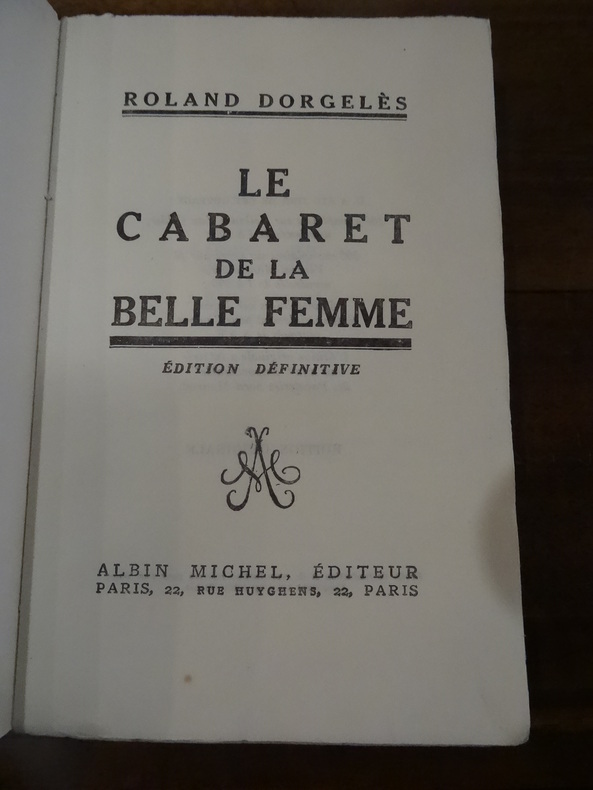 ROLAND DORGELÈS
LE
CABARET
DE LA
BELLE FEMME
ÉDITION DÉFINITIVE
ALBIN MICHEL, ÉDITEUR
PARIS, 22, RUE HUYGHENS, 22, PARIS